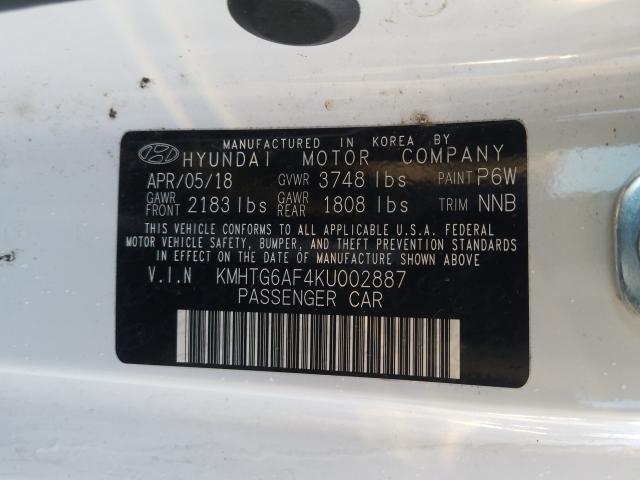 MANUFACTURED IN KOREA BY
HYUNDAI MOTOR COMPANY
APR/05/18 GVWR 3748 lbs PAINT P6W
GAWR FRONT 2183 lbs GAWR REAR 1808 lbs TRIM NNB
THIS VEHICLE CONFORMS TO ALL APPLICABLE U.S.A. FEDERAL
MOTOR VEHICLE SAFETY, BUMPER, AND THEFT PREVENTION STANDARDS
IN EFFECT ON THE DATE OF MANUFACTURE SHOWN ABOVE.
V.I.N KMHTG6AF4KU002887
PASSENGER CAR